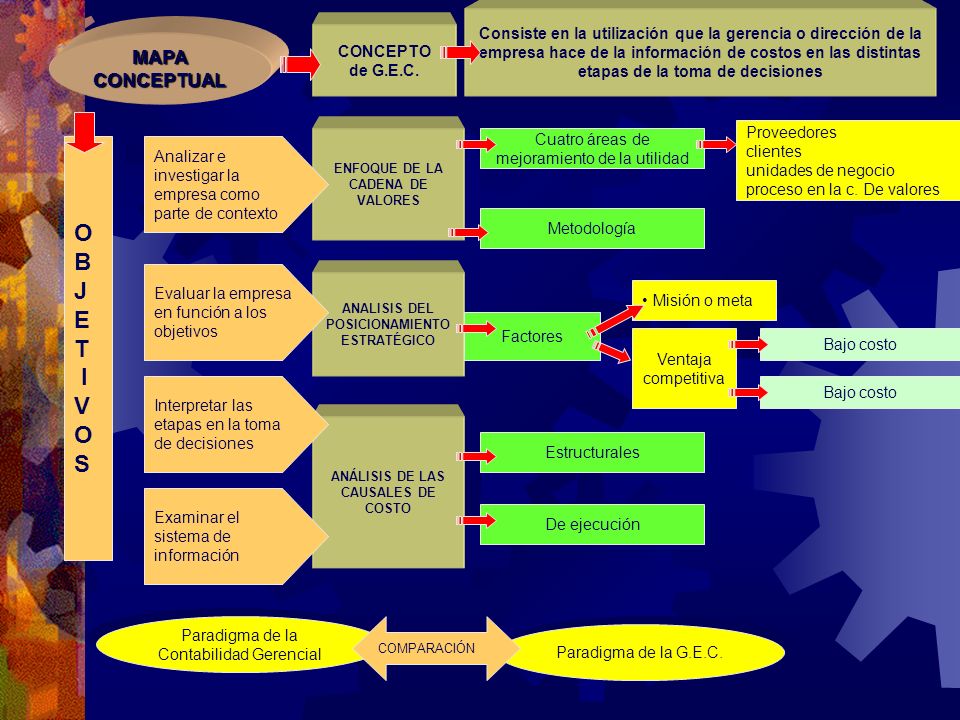 MAPA
CONCEPTUAL
CONCEPTO
de G.E.C.
Consiste en la utilización que la gerencia o dirección de la
empresa hace de la información de costos en las distintas
etapas de la toma de decisiones
O
B
J
E
T
I
V
O
S
Analizar e
investigar la
empresa como
parte de contexto
ENFOQUE DE LA
CADENA DE
VALORES
Cuatro áreas de
mejoramiento de la utilidad
Proveedores
clientes
unidades de negocio
proceso en la c. De valores
Metodología
Evaluar la empresa
en función a los
objetivos
ANALISIS DEL
POSICIONAMIENTO
ESTRATÉGICO
Factores
• Misión o meta
Ventaja
competitiva
Bajo costo
Bajo costo
Interpretar las
etapas en la toma
de decisiones
ANÁLISIS DE LAS
CAUSALES DE
COSTO
Estructurales
De ejecución
Examinar el
sistema de
información
Paradigma de la
Contabilidad Gerencial
COMPARACIÓN
Paradigma de la G.E.C.